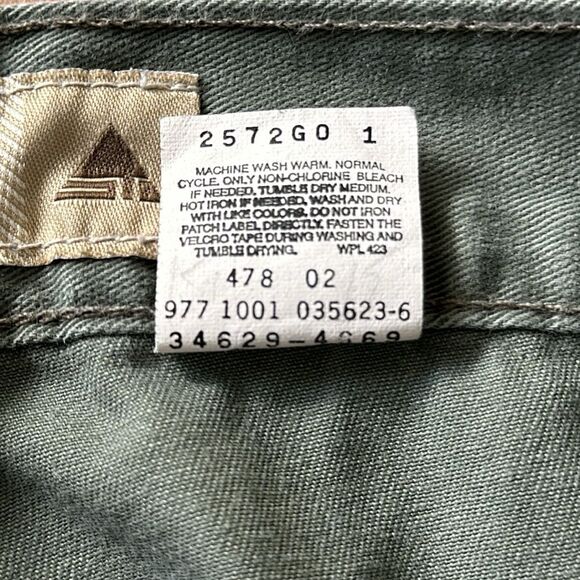 2572GO 1
MACHINE WASH WARM. NORMAL
CYCLE. ONLY NON-CHLORINE BLEACH
IF NEEDED. TUMBLE DRY MEDIUM.
HOT IRON IF NEEDED. WASH AND DRY
WITH LIKE COLORS. DO NOT IRON
PATCH LABEL DIRECTLY. FASTEN THE
VELCRO TAPE DURING WASHING AND
TUMBLE DRYING. WPL 423
478 02
977 1001 035623-6